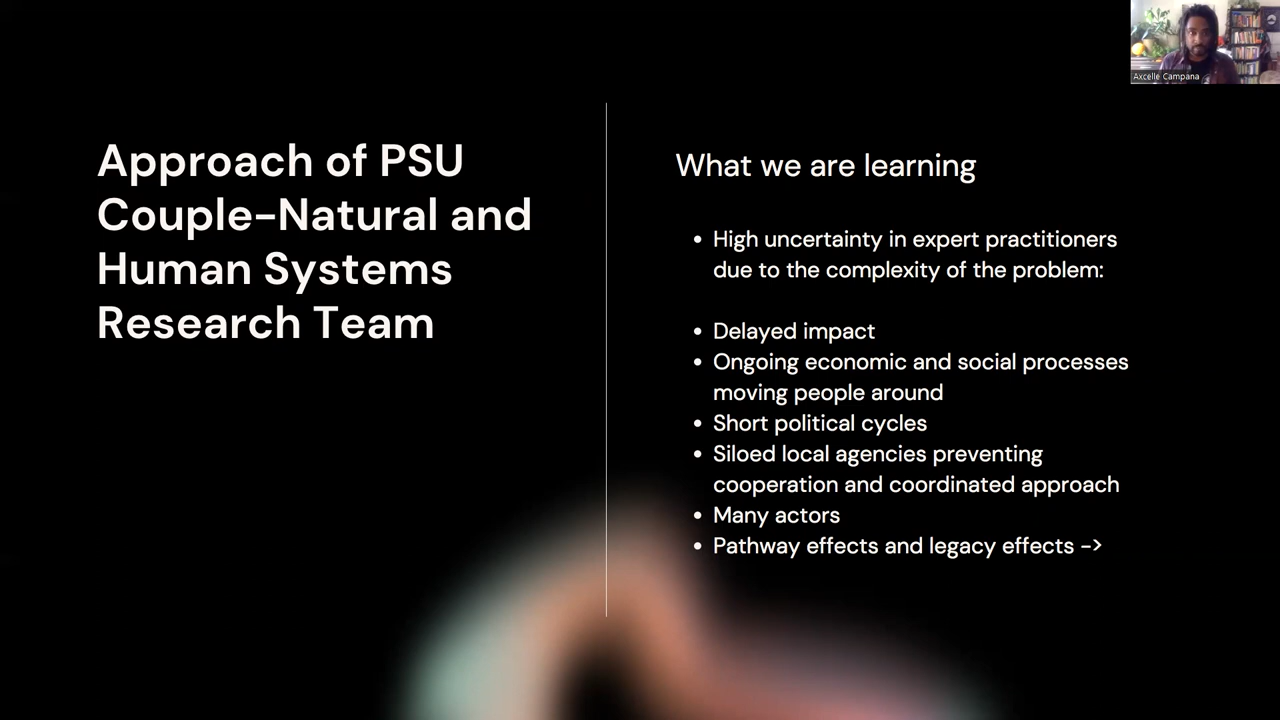 Approach of PSU
Couple-Natural and
Human Systems
Research Team
What we are learning
• High uncertainty in expert practitioners
due to the complexity of the problem:
• Delayed impact
• Ongoing economic and social processes
moving people around
• Short political cycles
• Siloed local agencies preventing
cooperation and coordinated approach
• Many actors
• Pathway effects and legacy effects ->
Axcelle Campana